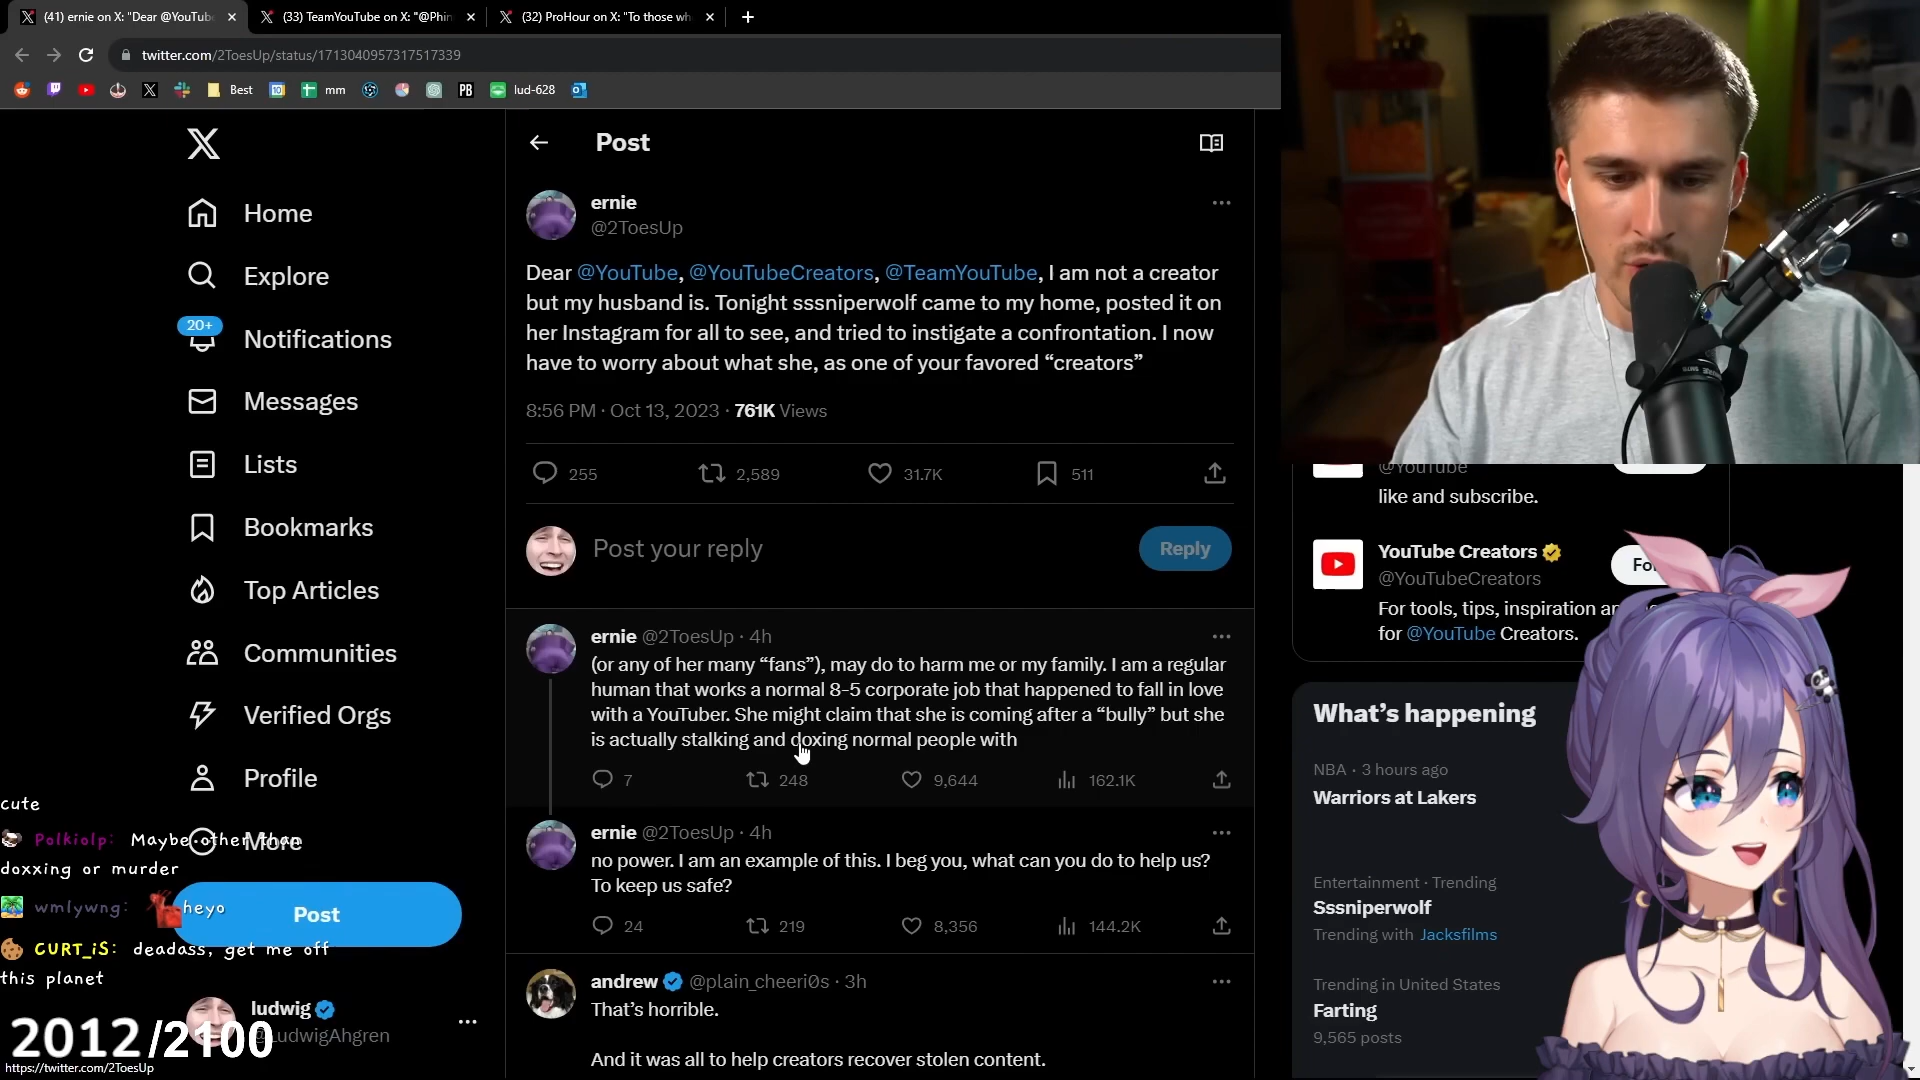 (41) ernie on X: "Dear @YouTub
(33) TeamYouTube on X: "@Phin
(32) ProHour on X: "To those wh
twitter.com/2ToesUp/status/1713040957317517339
Best
mm
PB
lud-628
Home
Explore
20+
Notifications
Messages
Lists
Bookmarks
Top Articles
Communities
Verified Orgs
Profile
More
Post
ludwig
@LudwigAhgren
cute
Polkiolp: Maybe other than
doxxing or murder
wmlywng: heyo
CURT_iS: deadass, get me off
this planet
2012/2100
https://twitter.com/2ToesUp
Post
ernie
@2ToesUp
Dear @YouTube, @YouTubeCreators, @TeamYouTube, I am not a creator
but my husband is. Tonight sssniperwolf came to my home, posted it on
her Instagram for all to see, and tried to instigate a confrontation. I now
have to worry about what she, as one of your favored “creators”
8:56 PM · Oct 13, 2023 · 761K Views
255 2,589 31.7K 511
Post your reply
Reply
ernie @2ToesUp · 4h
(or any of her many “fans”), may do to harm me or my family. I am a regular
human that works a normal 8-5 corporate job that happened to fall in love
with a YouTuber. She might claim that she is coming after a “bully” but she
is actually stalking and doxing normal people with
7 248 9,644 162.1K
ernie @2ToesUp · 4h
no power. I am an example of this. I beg you, what can you do to help us?
To keep us safe?
24 219 8,356 144.2K
andrew @plain_cheeri0s · 3h
That’s horrible.
And it was all to help creators recover stolen content.
@YouTube
like and subscribe.
YouTube Creators
@YouTubeCreators
Fo
For tools, tips, inspiration
for @YouTube Creators.
What’s happening
NBA · 3 hours ago
Warriors at Lakers
Entertainment · Trending
Sssniperwolf
Trending with Jacksfilms
Trending in United States
Farting
9,565 posts